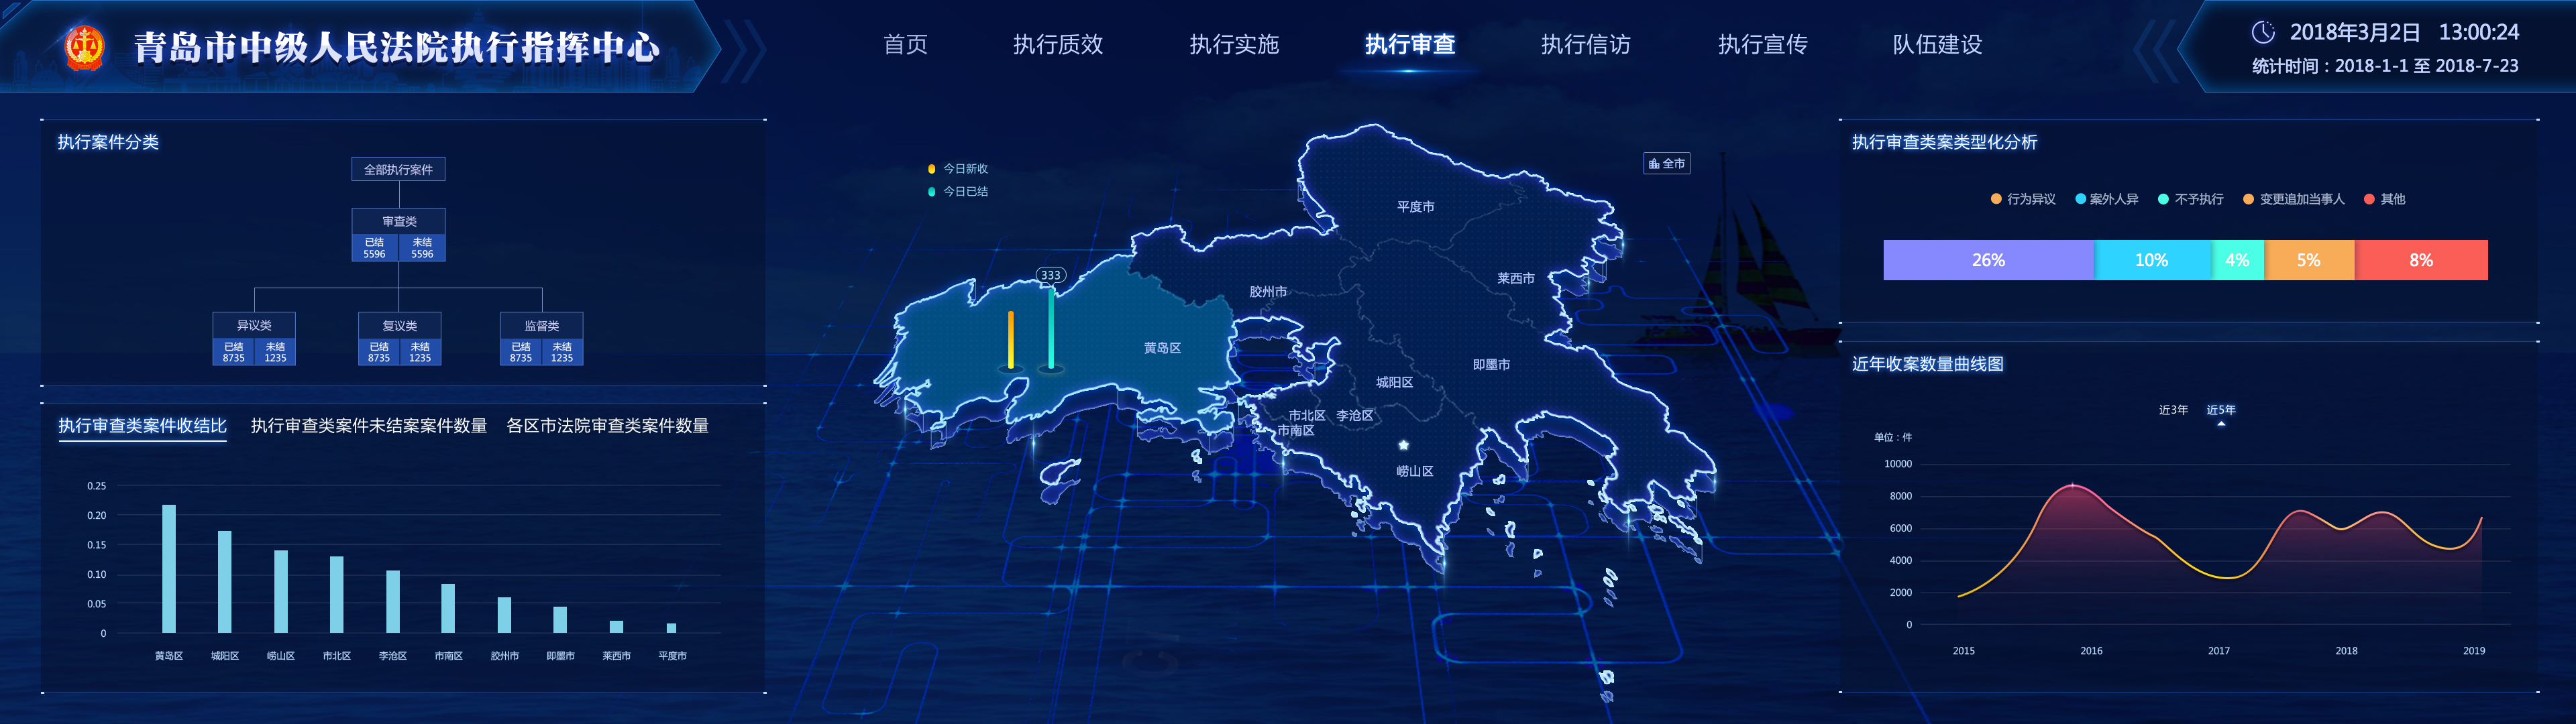 青岛市中级人民法院执行指挥中心
首页 执行质效 执行实施 执行审查 执行信访 执行宣传 队伍建设
2018年3月2日 13:00:24
统计时间：2018-1-1 至 2018-7-23
执行案件分类
全部执行案件
审查类
已结 未结
5596 5596
异议类 复议类 监督类
已结 未结 已结 未结 已结 未结
8735 1235 8735 1235 8735 1235
执行审查类案件收结比 执行审查类案件未结案案件数量 各区市法院审查类案件数量
0.25
0.20
0.15
0.10
0.05
0
黄岛区 城阳区 崂山区 市北区 李沧区 市南区 胶州市 即墨市 莱西市 平度市
今日新收
今日已结
全市
333
平度市
莱西市
胶州市
黄岛区
即墨市
城阳区
市北区 李沧区
市南区
崂山区
执行审查类案类型化分析
行为异议 案外人异 不予执行 变更追加当事人 其他
26% 10% 4% 5% 8%
近年收案数量曲线图
近3年 近5年
单位：件
10000
8000
6000
4000
2000
0
2015 2016 2017 2018 2019